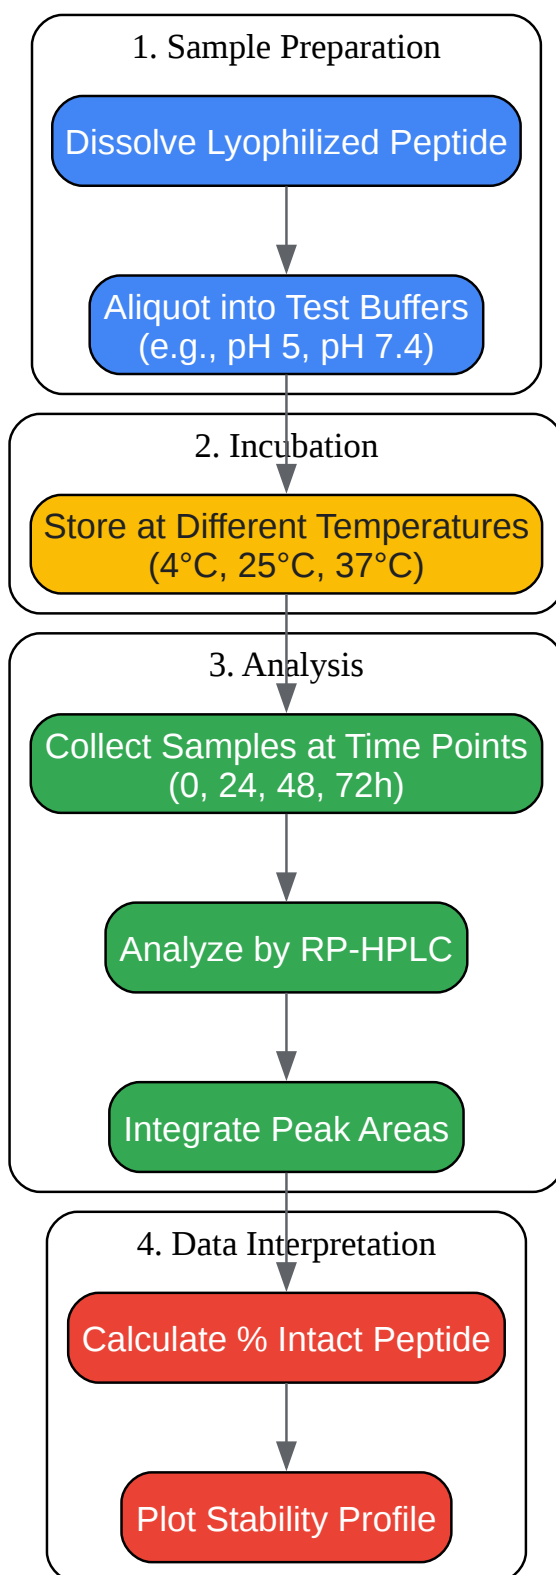 1. Sample Preparation
Dissolve Lyophilized Peptide
Aliquot into Test Buffers
(e.g., pH 5, pH 7.4)
2. Incubation
Store at Different Temperatures
(4°C, 25°C, 37°C)
3. Analysis
Collect Samples at Time Points
(0, 24, 48, 72h)
Analyze by RP-HPLC
Integrate Peak Areas
4. Data Interpretation
Calculate % Intact Peptide
Plot Stability Profile